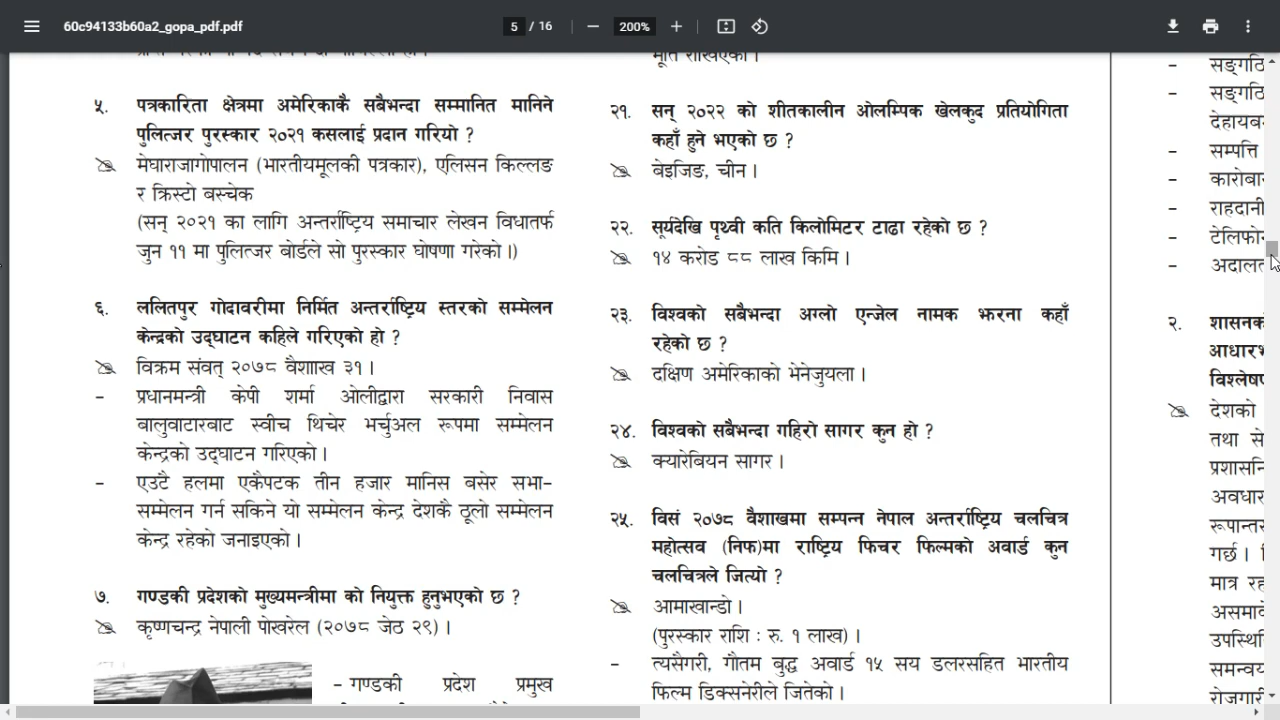 60c94133b60a2_gopa_pdf.pdf
5 / 16
200%
५. पत्रकारिता क्षेत्रमा अमेरिकाकै सबैभन्दा सम्मानित मानिने
पुलित्जर पुरस्कार २०२१ कसलाई प्रदान गरियो ?
मेघाराजागोपालन (भारतीयमूलकी पत्रकार), एलिसन किल्लङ
र क्रिस्टो बस्चेक
(सन् २०२१ का लागि अन्तर्राष्ट्रिय समाचार लेखन विधातर्फ
जुन ११ मा पुलित्जर बोर्डले सो पुरस्कार घोषणा गरेको ।)
६. ललितपुर गोदावरीमा निर्मित अन्तर्राष्ट्रिय स्तरको सम्मेलन
केन्द्रको उद्घाटन कहिले गरिएको हो ?
विक्रम संवत् २०७८ वैशााख ३१ ।
- प्रधानमन्त्री केपी शर्मा ओलीद्वारा सरकारी निवास
बालुवाटारबाट स्वीच थिचेर भर्चुअल रूपमा सम्मेलन
केन्द्रको उद्घाटन गरिएको ।
- एउटै हलमा एकैपटक तीन हजार मानिस बसेर सभा-
सम्मेलन गर्न सकिने यो सम्मेलन केन्द्र देशकै ठूलो सम्मेलन
केन्द्र रहेको जनाइएको ।
७. गण्डकी प्रदेशको मुख्यमन्त्रीमा को नियुक्त हुनुभएको छ ?
कृष्णचन्द्र नेपाली पोखरेल (२०७८ जेठ २९) ।
- गण्डकी प्रदेश प्रमुख
मूर्ति राखिएको ।
२१. सन् २०२२ को शीतकालीन ओलम्पिक खेलकुद प्रतियोगिता
कहाँ हुने भएको छ ?
वेइजिङ, चीन ।
२२. सूर्यदेखि पृथ्वी कति किलोमिटर टाढा रहेको छ ?
१४ करोड ८८ लाख किमि ।
२३. विश्वको सबैभन्दा अग्लो एन्जेल नामक झरना कहाँ
रहेको छ ?
दक्षिण अमेरिकाको भेनेजुयला ।
२४. विश्वको सबैभन्दा गहिरो सागर कुन हो ?
क्यारेबियन सागर ।
२५. विसं २०७८ वैशाखमा सम्पन्न नेपाल अन्तर्राष्ट्रिय चलचित्र
महोत्सव (निफ)मा राष्ट्रिय फिचर फिल्मको अवार्ड कुन
चलचित्रले जित्यो ?
आमाखान्डो ।
(पुरस्कार राशि : रु. १ लाख) ।
- त्यसैगरी, गौतम बुद्ध अवार्ड १५ सय डलरसहित भारतीय
फिल्म डिक्सनेरीले जितेको ।
-
-
-
- सम्पत्ति
-
-
-
-
२.
देशको
तथा
गर्छ ।
मात्र